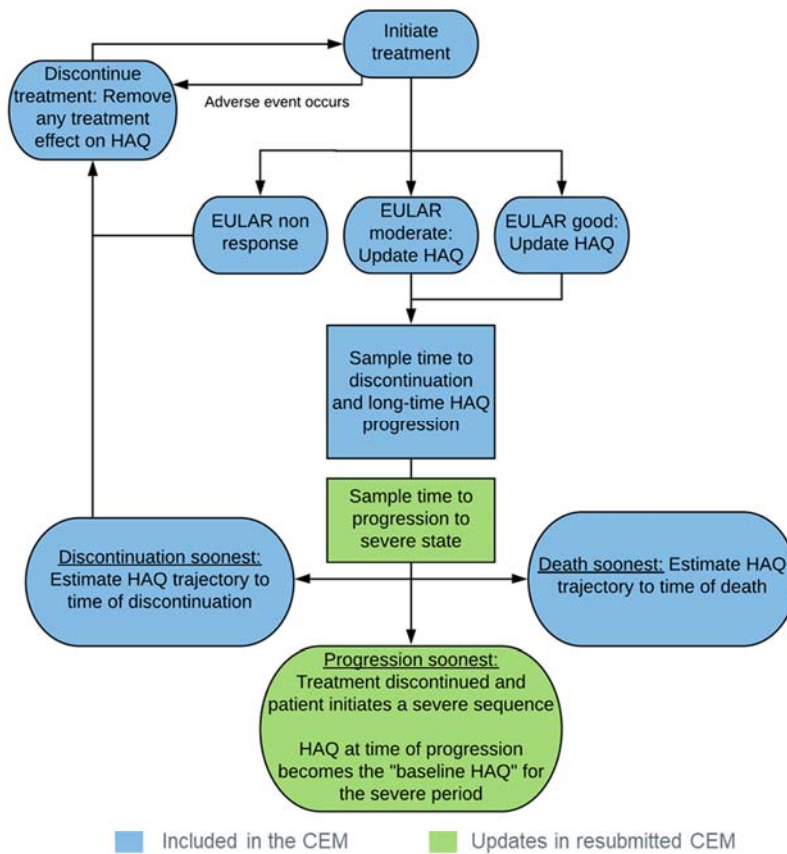 Initiate
treatment
Discontinue
treatment: Remove
any treatment
effect on HAQ
Adverse event occurs
EULAR non
response
EULAR
moderate:
Update HAQ
EULAR good:
Update HAQ
Sample time to
discontinuation
and long-time HAQ
progression
Sample time to
progression to
severe state
Discontinuation soonest:
Estimate HAQ trajectory to
time of discontinuation
Death soonest: Estimate HAQ
trajectory to time of death
Progression soonest:
Treatment discontinued and
patient initiates a severe sequence
HAQ at time of progression
becomes the "baseline HAQ" for
the severe period
Included in the CEM
Updates in resubmitted CEM